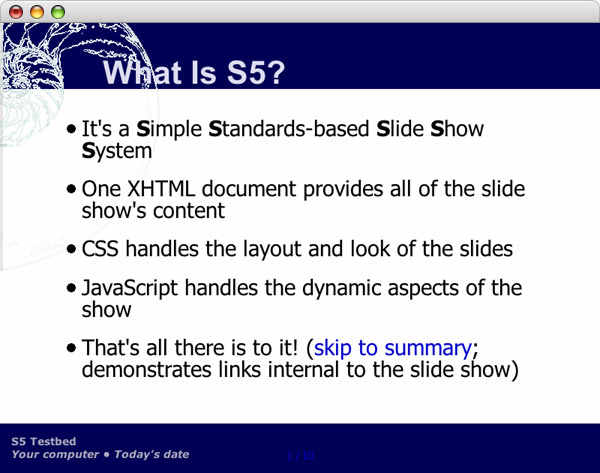 What Is S5?
• It's a Simple Standards-based Slide Show
System
• One XHTML document provides all of the slide
show's content
• CSS handles the layout and look of the slides
• JavaScript handles the dynamic aspects of the
show
• That's all there is to it! (skip to summary;
demonstrates links internal to the slide show)
S5 Testbed
Your computer • Today's date
1 / 10